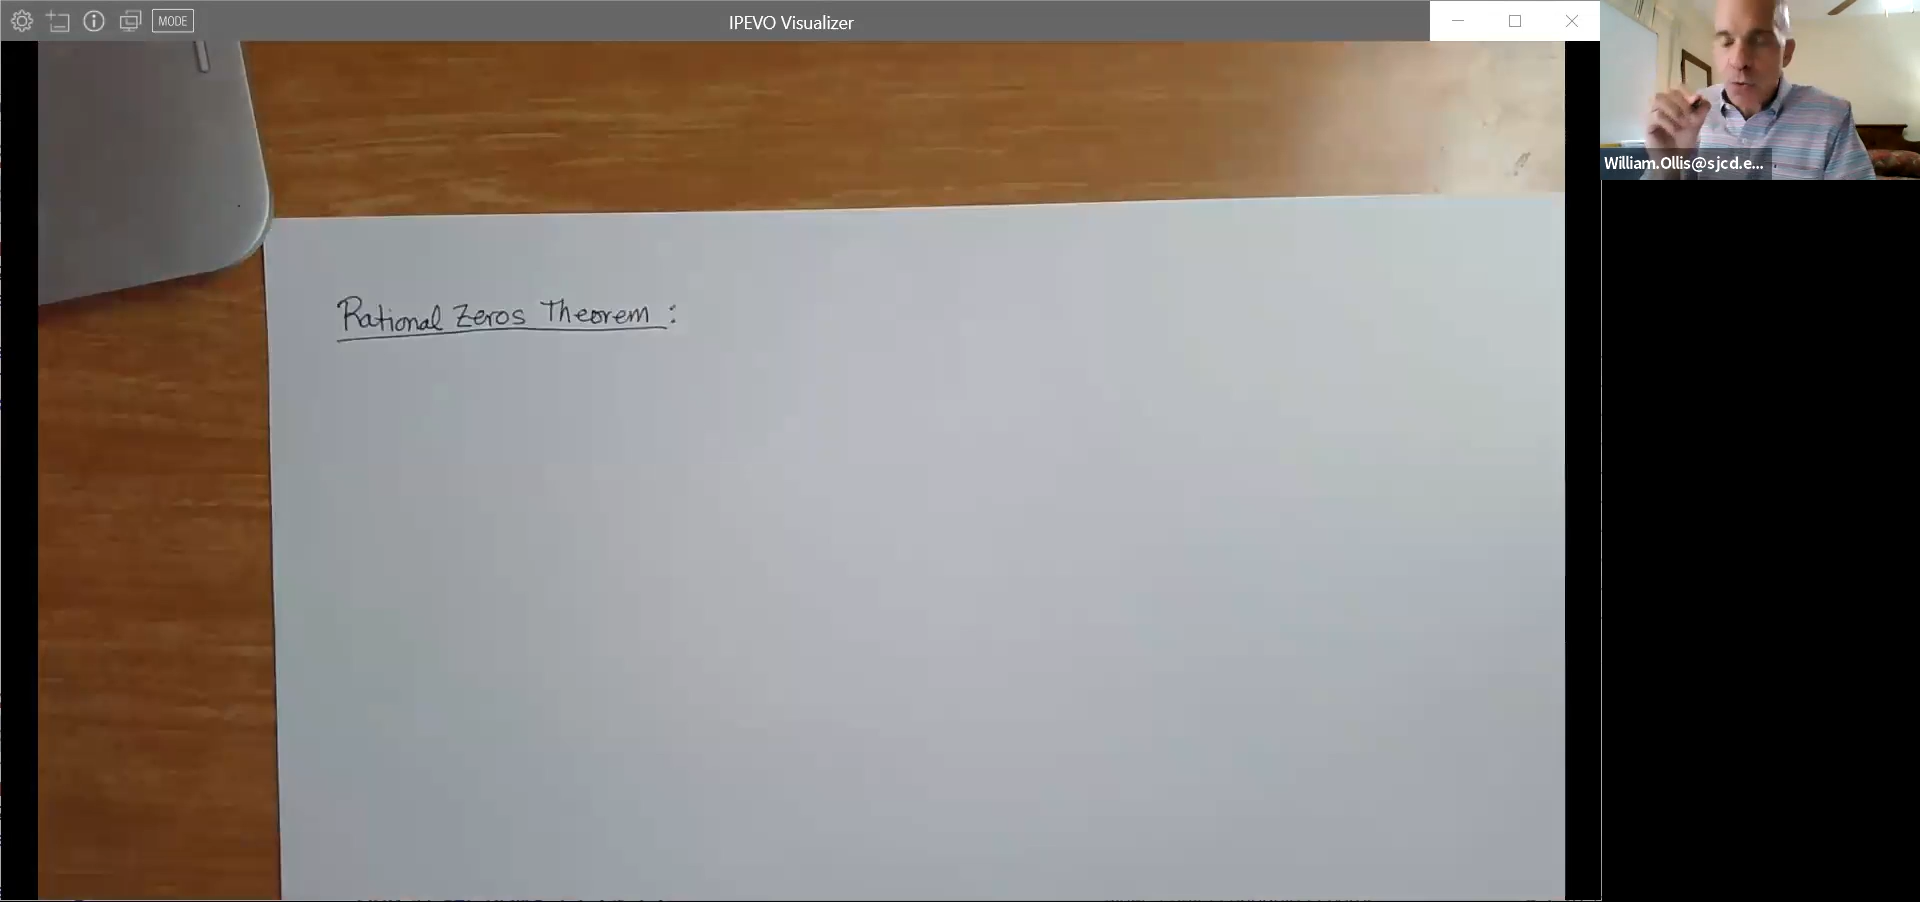 MODE
IPEVO Visualizer
William.Ollis@sjcd.e...
Rational Zeros Theorem :